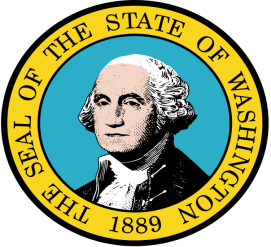 THE SEAL OF THE STATE OF WASHINGTON
1889